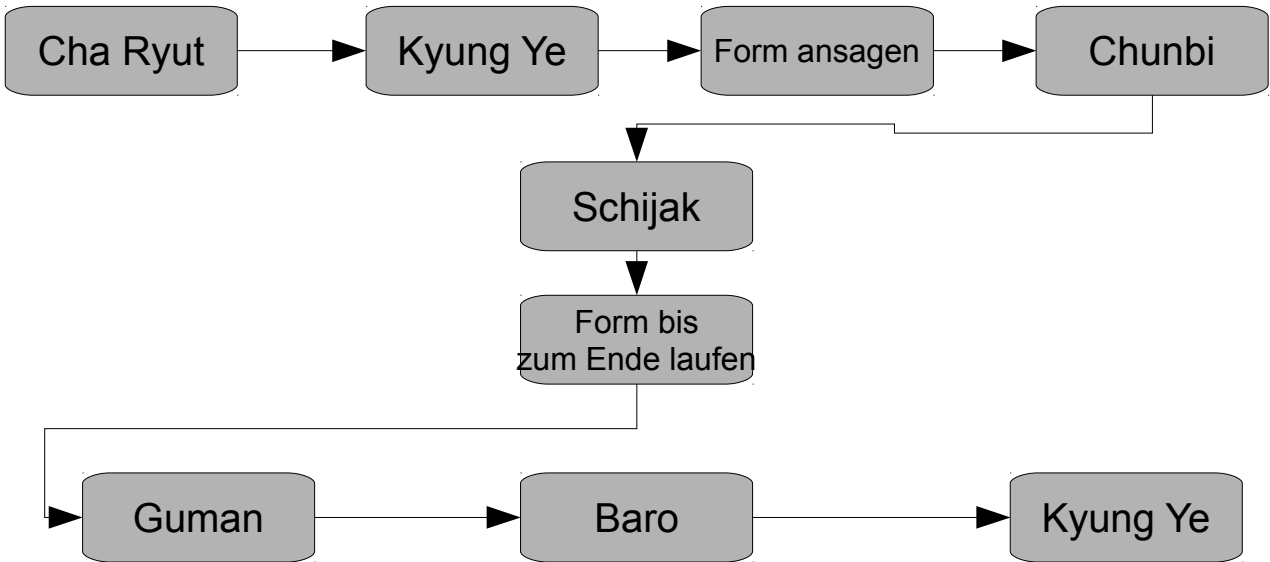 Cha Ryut
Kyung Ye
Form ansagen
Chunbi
Schijak
Form bis
zum Ende laufen
Guman
Baro
Kyung Ye